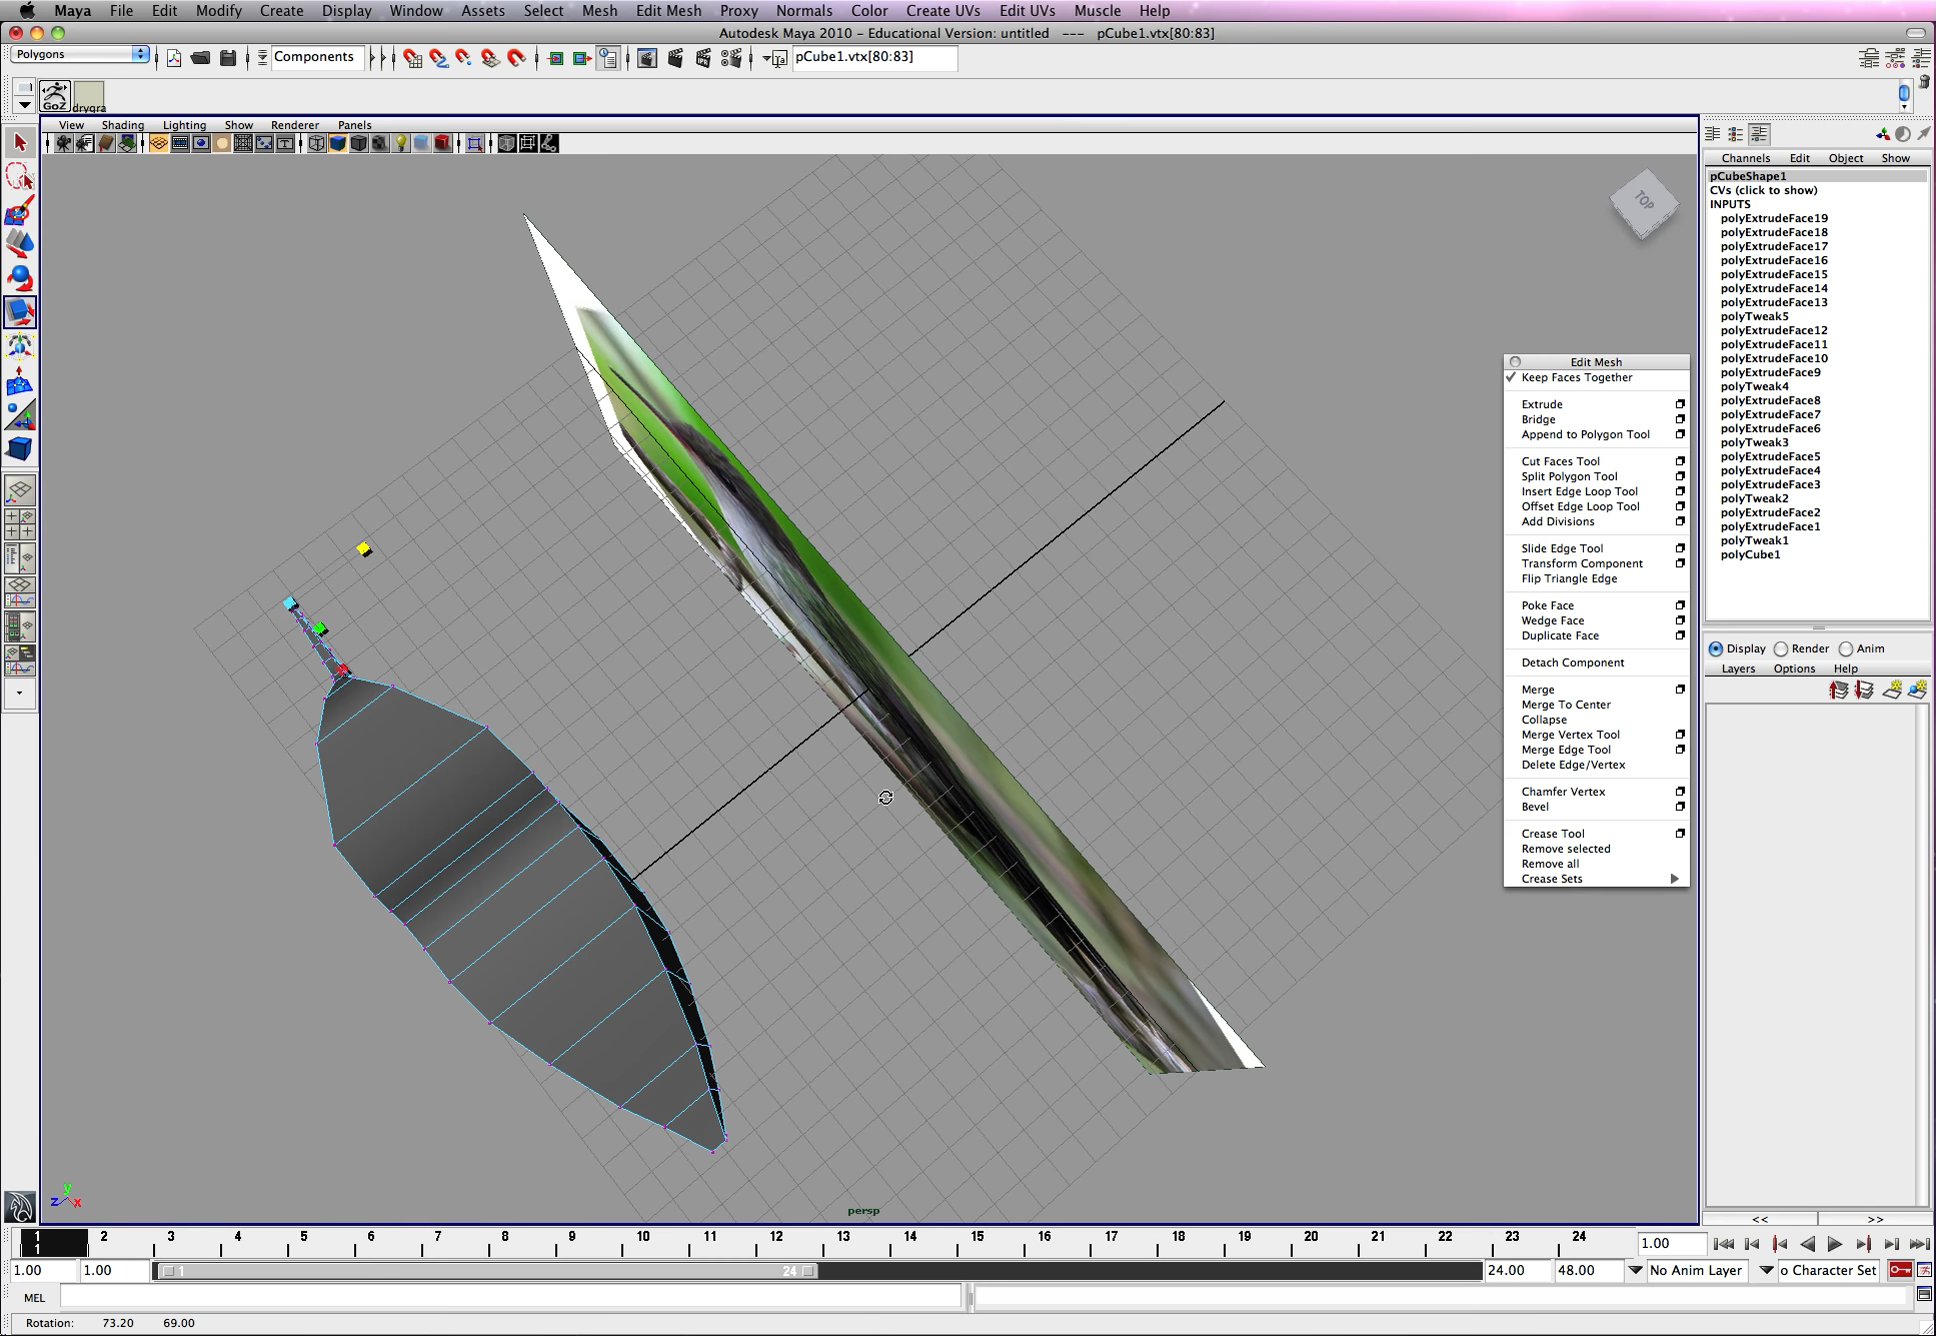 Maya File Edit Modify Create Display Window Assets Select Mesh Edit Mesh Proxy Normals Color Create UVs Edit UVs Muscle Help
Autodesk Maya 2010 - Educational Version: untitled --- pCube1.vtx[80:83]
Polygons
Components
pCube1.vtx[80:83]
GoZ
drygra
View Shading Lighting Show Renderer Panels
TOP
Channels Edit Object Show
pCubeShape1
CVs (click to show)
INPUTS
polyExtrudeFace19
polyExtrudeFace18
polyExtrudeFace17
polyExtrudeFace16
polyExtrudeFace15
polyExtrudeFace14
polyExtrudeFace13
polyTweak5
polyExtrudeFace12
polyExtrudeFace11
polyExtrudeFace10
polyExtrudeFace9
polyTweak4
polyExtrudeFace8
polyExtrudeFace7
polyExtrudeFace6
polyTweak3
polyExtrudeFace5
polyExtrudeFace4
polyExtrudeFace3
polyTweak2
polyExtrudeFace2
polyExtrudeFace1
polyTweak1
polyCube1
Edit Mesh
Keep Faces Together
Extrude
Bridge
Append to Polygon Tool
Cut Faces Tool
Split Polygon Tool
Insert Edge Loop Tool
Offset Edge Loop Tool
Add Divisions
Slide Edge Tool
Transform Component
Flip Triangle Edge
Poke Face
Wedge Face
Duplicate Face
Detach Component
Merge
Merge To Center
Collapse
Merge Vertex Tool
Merge Edge Tool
Delete Edge/Vertex
Chamfer Vertex
Bevel
Crease Tool
Remove selected
Remove all
Crease Sets
Display Render Anim
Layers Options Help
y
z x
persp
<< >>
1 2 3 4 5 6 7 8 9 10 11 12 13 14 15 16 17 18 19 20 21 22 23 24
1
1.00
1.00 1.00 1 24 24.00 48.00 No Anim Layer o Character Set
MEL
Rotation: 73.20 69.00